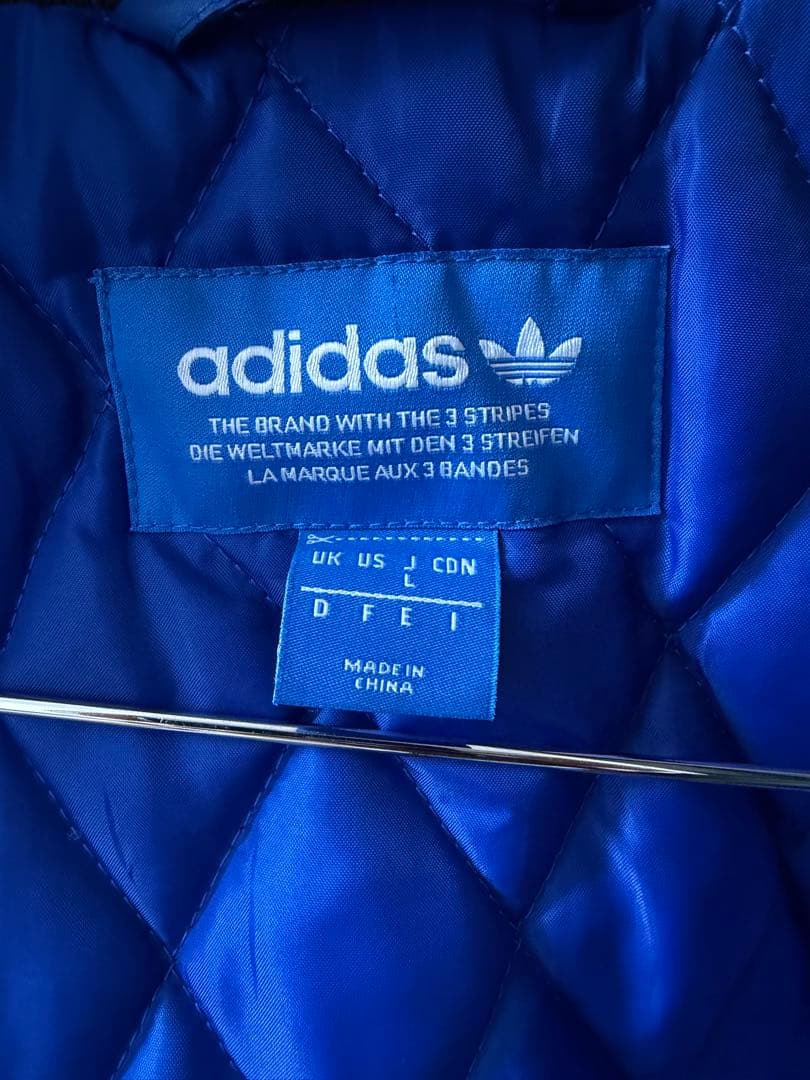 adidas
THE BRAND WITH THE 3 STRIPES
DIE WELTMARKE MIT DEN 3 STREIFEN
LA MARQUE AUX 3 BANDES
UK US J CDN
L
D F E I
MADE IN
CHINA